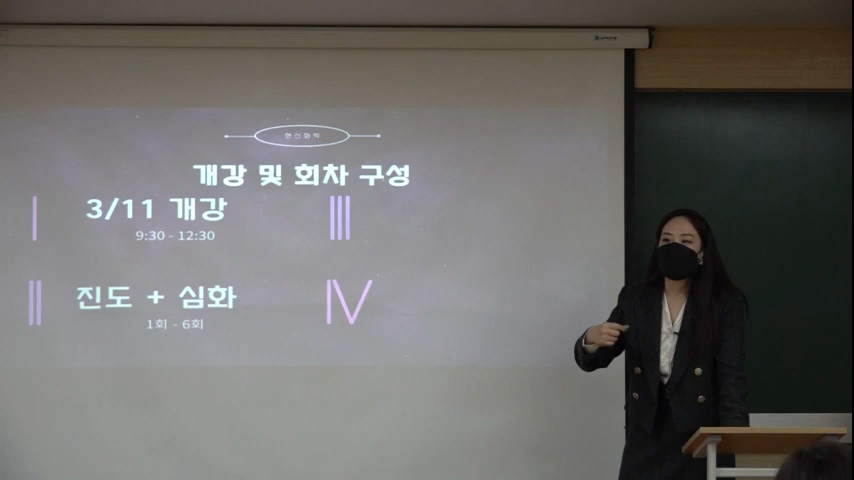 개강 및 회차 구성
I
3/11 개강
9:30 - 12:30
II
진도 + 심화
1회 - 6회
III
IV